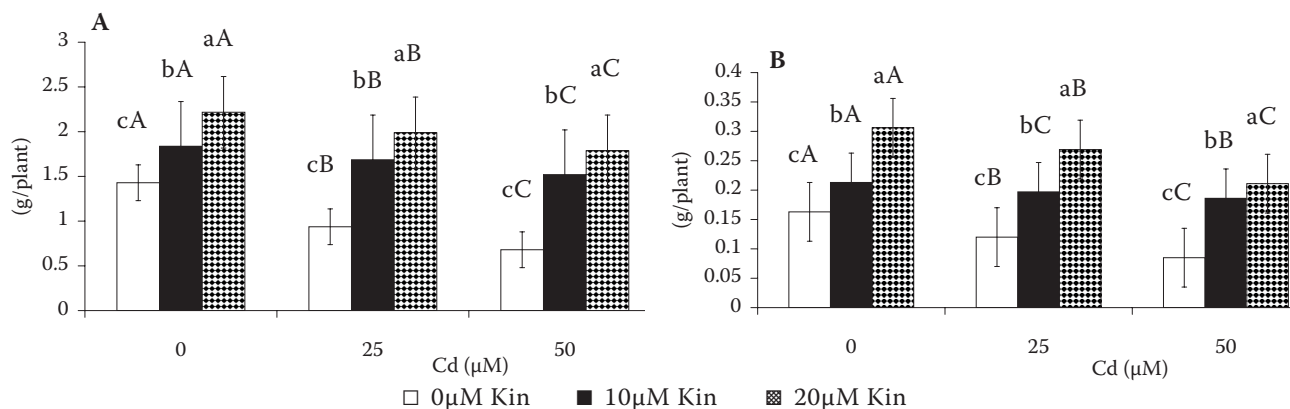 A
3
2.5
2
1.5
1
0.5
0
(g/plant)
cA
bA
aA
cB
bB
aB
cC
bC
aC
0
25
50
Cd (µM)
B
0.4
0.35
0.3
0.25
0.2
0.15
0.1
0.05
0
(g/plant)
cA
bA
aA
cB
bC
aB
cC
bB
aC
0
25
50
Cd (µM)
0µM Kin 10µM Kin 20µM Kin